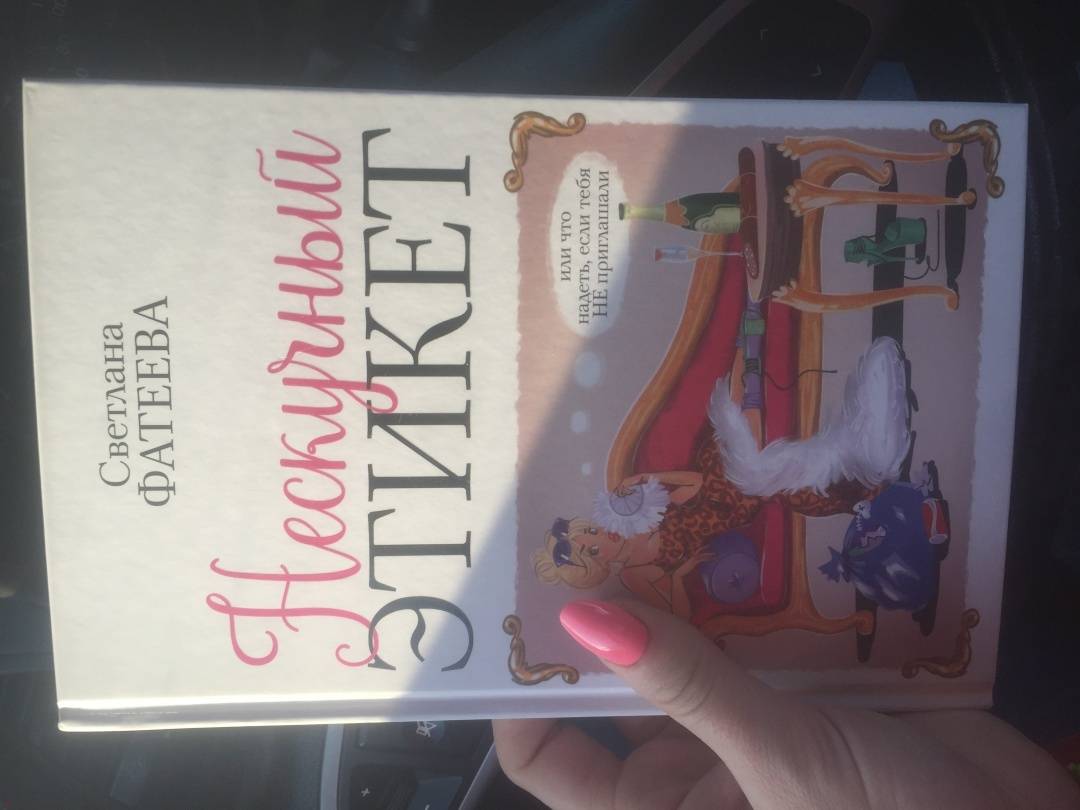 Светлана
ФАТЕЕВА
Нескучный
ЭТИКЕТ
или что
надеть, если тебя
НЕ приглашали